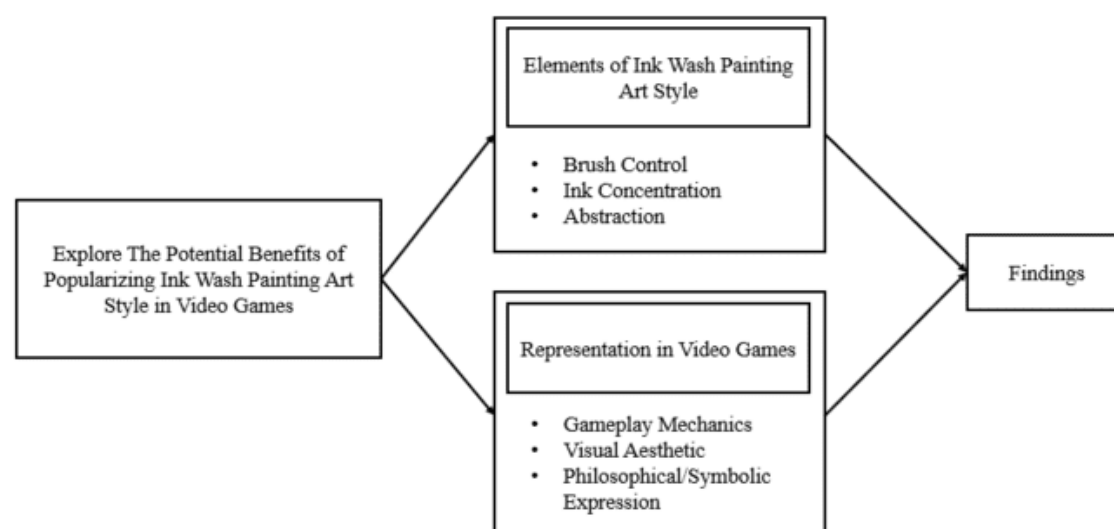 Elements of Ink Wash Painting
Art Style
• Brush Control
• Ink Concentration
• Abstraction
Explore The Potential Benefits of
Popularizing Ink Wash Painting Art
Style in Video Games
Findings
Representation in Video Games
• Gameplay Mechanics
• Visual Aesthetic
• Philosophical/Symbolic
Expression